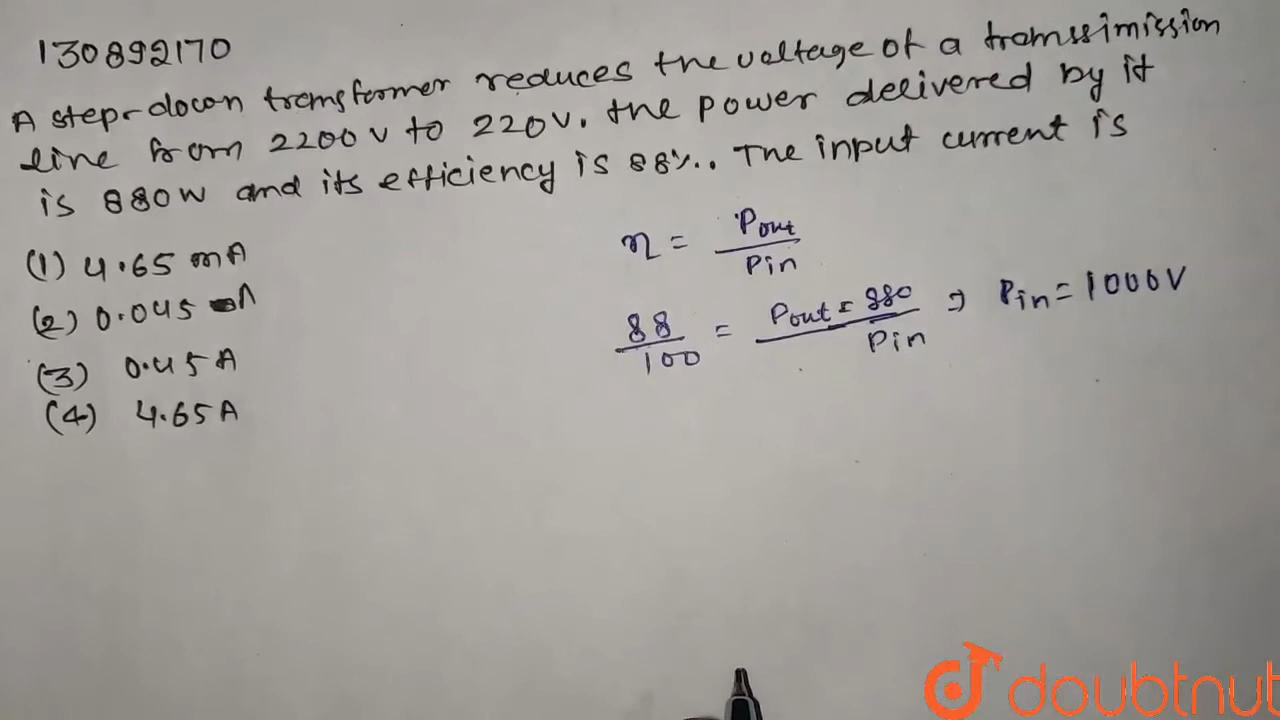 130892170
A step-down transformer reduces the voltage of a transsimission
line from 2200 V to 220V. the power delivered by it
is 880W and its efficiency is 88%. The input current is
(1) 4.65 mA
(2) 0.045 A
(3) 0.45 A
(4) 4.65 A
η = Pout / Pin
88/100 = Pout = 880 / Pin ⇒ Pin = 1000V
doubtnut